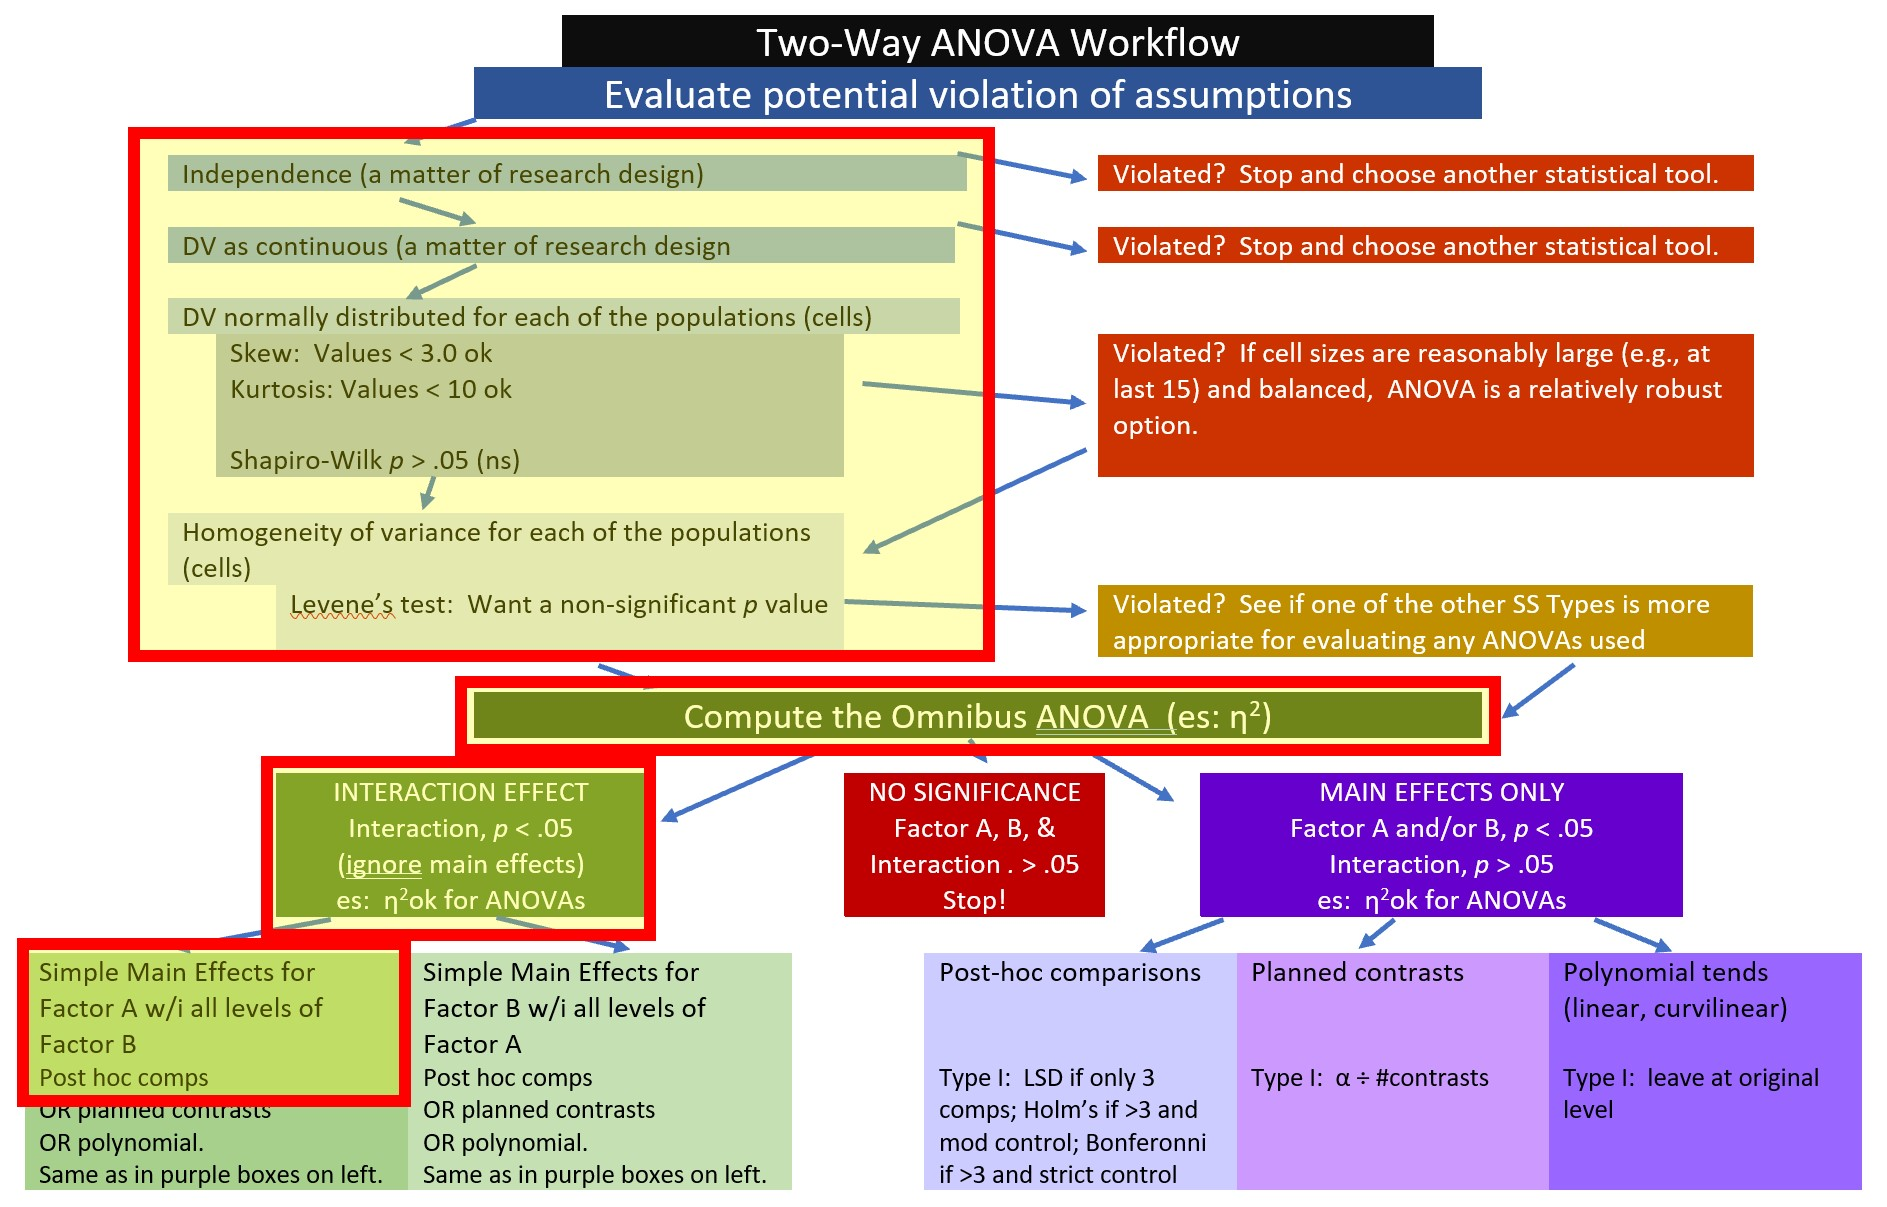 Two-Way ANOVA Workflow
Evaluate potential violation of assumptions
Independence (a matter of research design)
Violated?  Stop and choose another statistical tool.
DV as continuous (a matter of research design
Violated?  Stop and choose another statistical tool.
DV normally distributed for each of the populations (cells)
Skew:  Values < 3.0 ok
Kurtosis: Values < 10 ok
Shapiro-Wilk p > .05 (ns)
Violated?  If cell sizes are reasonably large (e.g., at
last 15) and balanced,  ANOVA is a relatively robust
option.
Homogeneity of variance for each of the populations
(cells)
Levene’s test:  Want a non-significant p value
Violated?  See if one of the other SS Types is more
appropriate for evaluating any ANOVAs used
Compute the Omnibus ANOVA  (es: η²)
INTERACTION EFFECT
Interaction, p < .05
(ignore main effects)
es:  η²ok for ANOVAs
NO SIGNIFICANCE
Factor A, B, &
Interaction . > .05
Stop!
MAIN EFFECTS ONLY
Factor A and/or B, p < .05
Interaction, p > .05
es:  η²ok for ANOVAs
Simple Main Effects for
Factor A w/i all levels of
Factor B
Post hoc comps
OR planned contrasts
OR polynomial.
Same as in purple boxes on left.
Simple Main Effects for
Factor B w/i all levels of
Factor A
Post hoc comps
OR planned contrasts
OR polynomial.
Same as in purple boxes on left.
Post-hoc comparisons
Type I:  LSD if only 3
comps; Holm’s if >3 and
mod control; Bonferonni
if >3 and strict control
Planned contrasts
Type I:  α ÷ #contrasts
Polynomial tends
(linear, curvilinear)
Type I:  leave at original
level